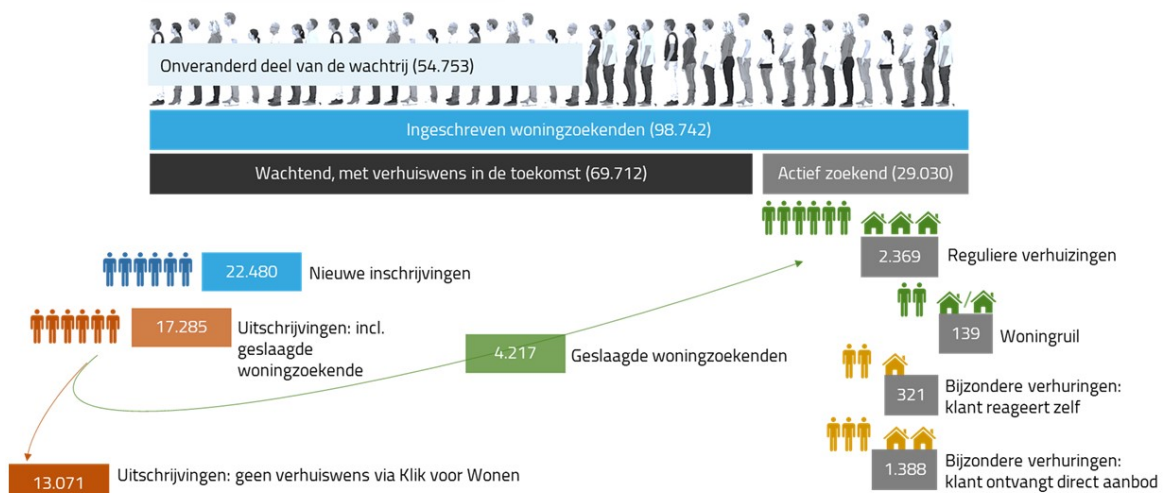 Onveranderd deel van de wachtrij (54.753)
Ingeschreven woningzoekenden (98.742)
Wachtend, met verhuiswens in de toekomst (69.712)
Actief zoekend (29.030)
22.480
Nieuwe inschrijvingen
17.285
Uitschrijvingen: incl.
geslaagde
woningzoekende
4.217
Geslaagde woningzoekenden
13.071
Uitschrijvingen: geen verhuiswens via Klik voor Wonen
2.369
Reguliere verhuizingen
139
Woningruil
321
Bijzondere verhuringen:
klant reageert zelf
1.388
Bijzondere verhuringen:
klant ontvangt direct aanbod